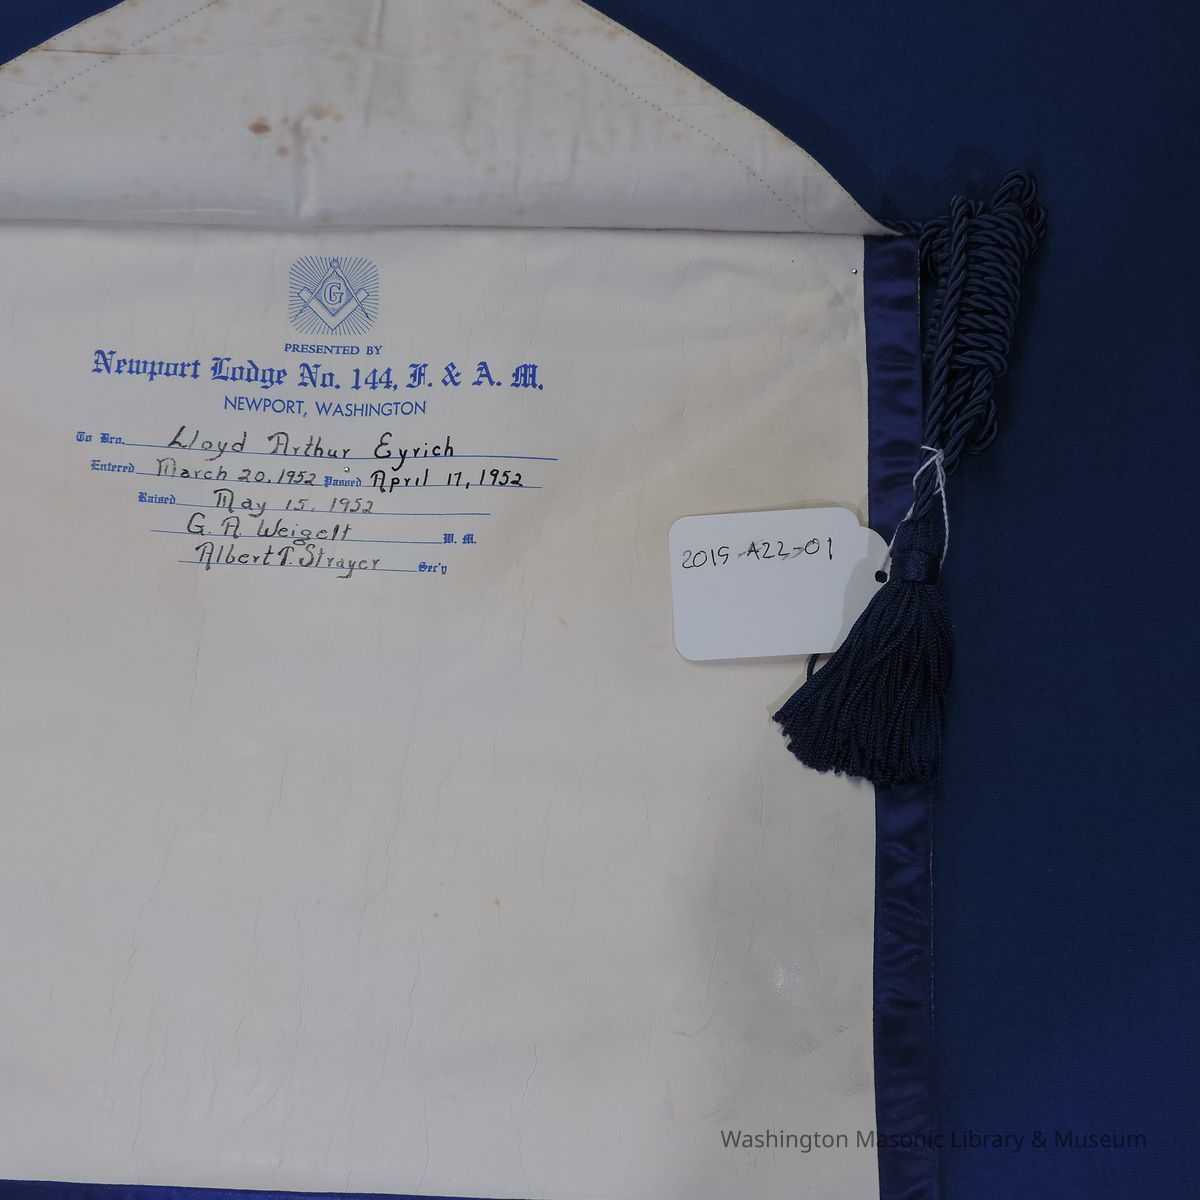 G
PRESENTED BY
Newport Lodge No. 144, F. & A. M.
NEWPORT, WASHINGTON
To Bro. Lloyd Arthur Eyrich
Entered March 20, 1952 Passed April 17, 1952
Raised May 15, 1952
G. A. Weigelt W. M.
Albert T. Strayer Sec'y
2019-A22-01
Washington Masonic Library & Museum